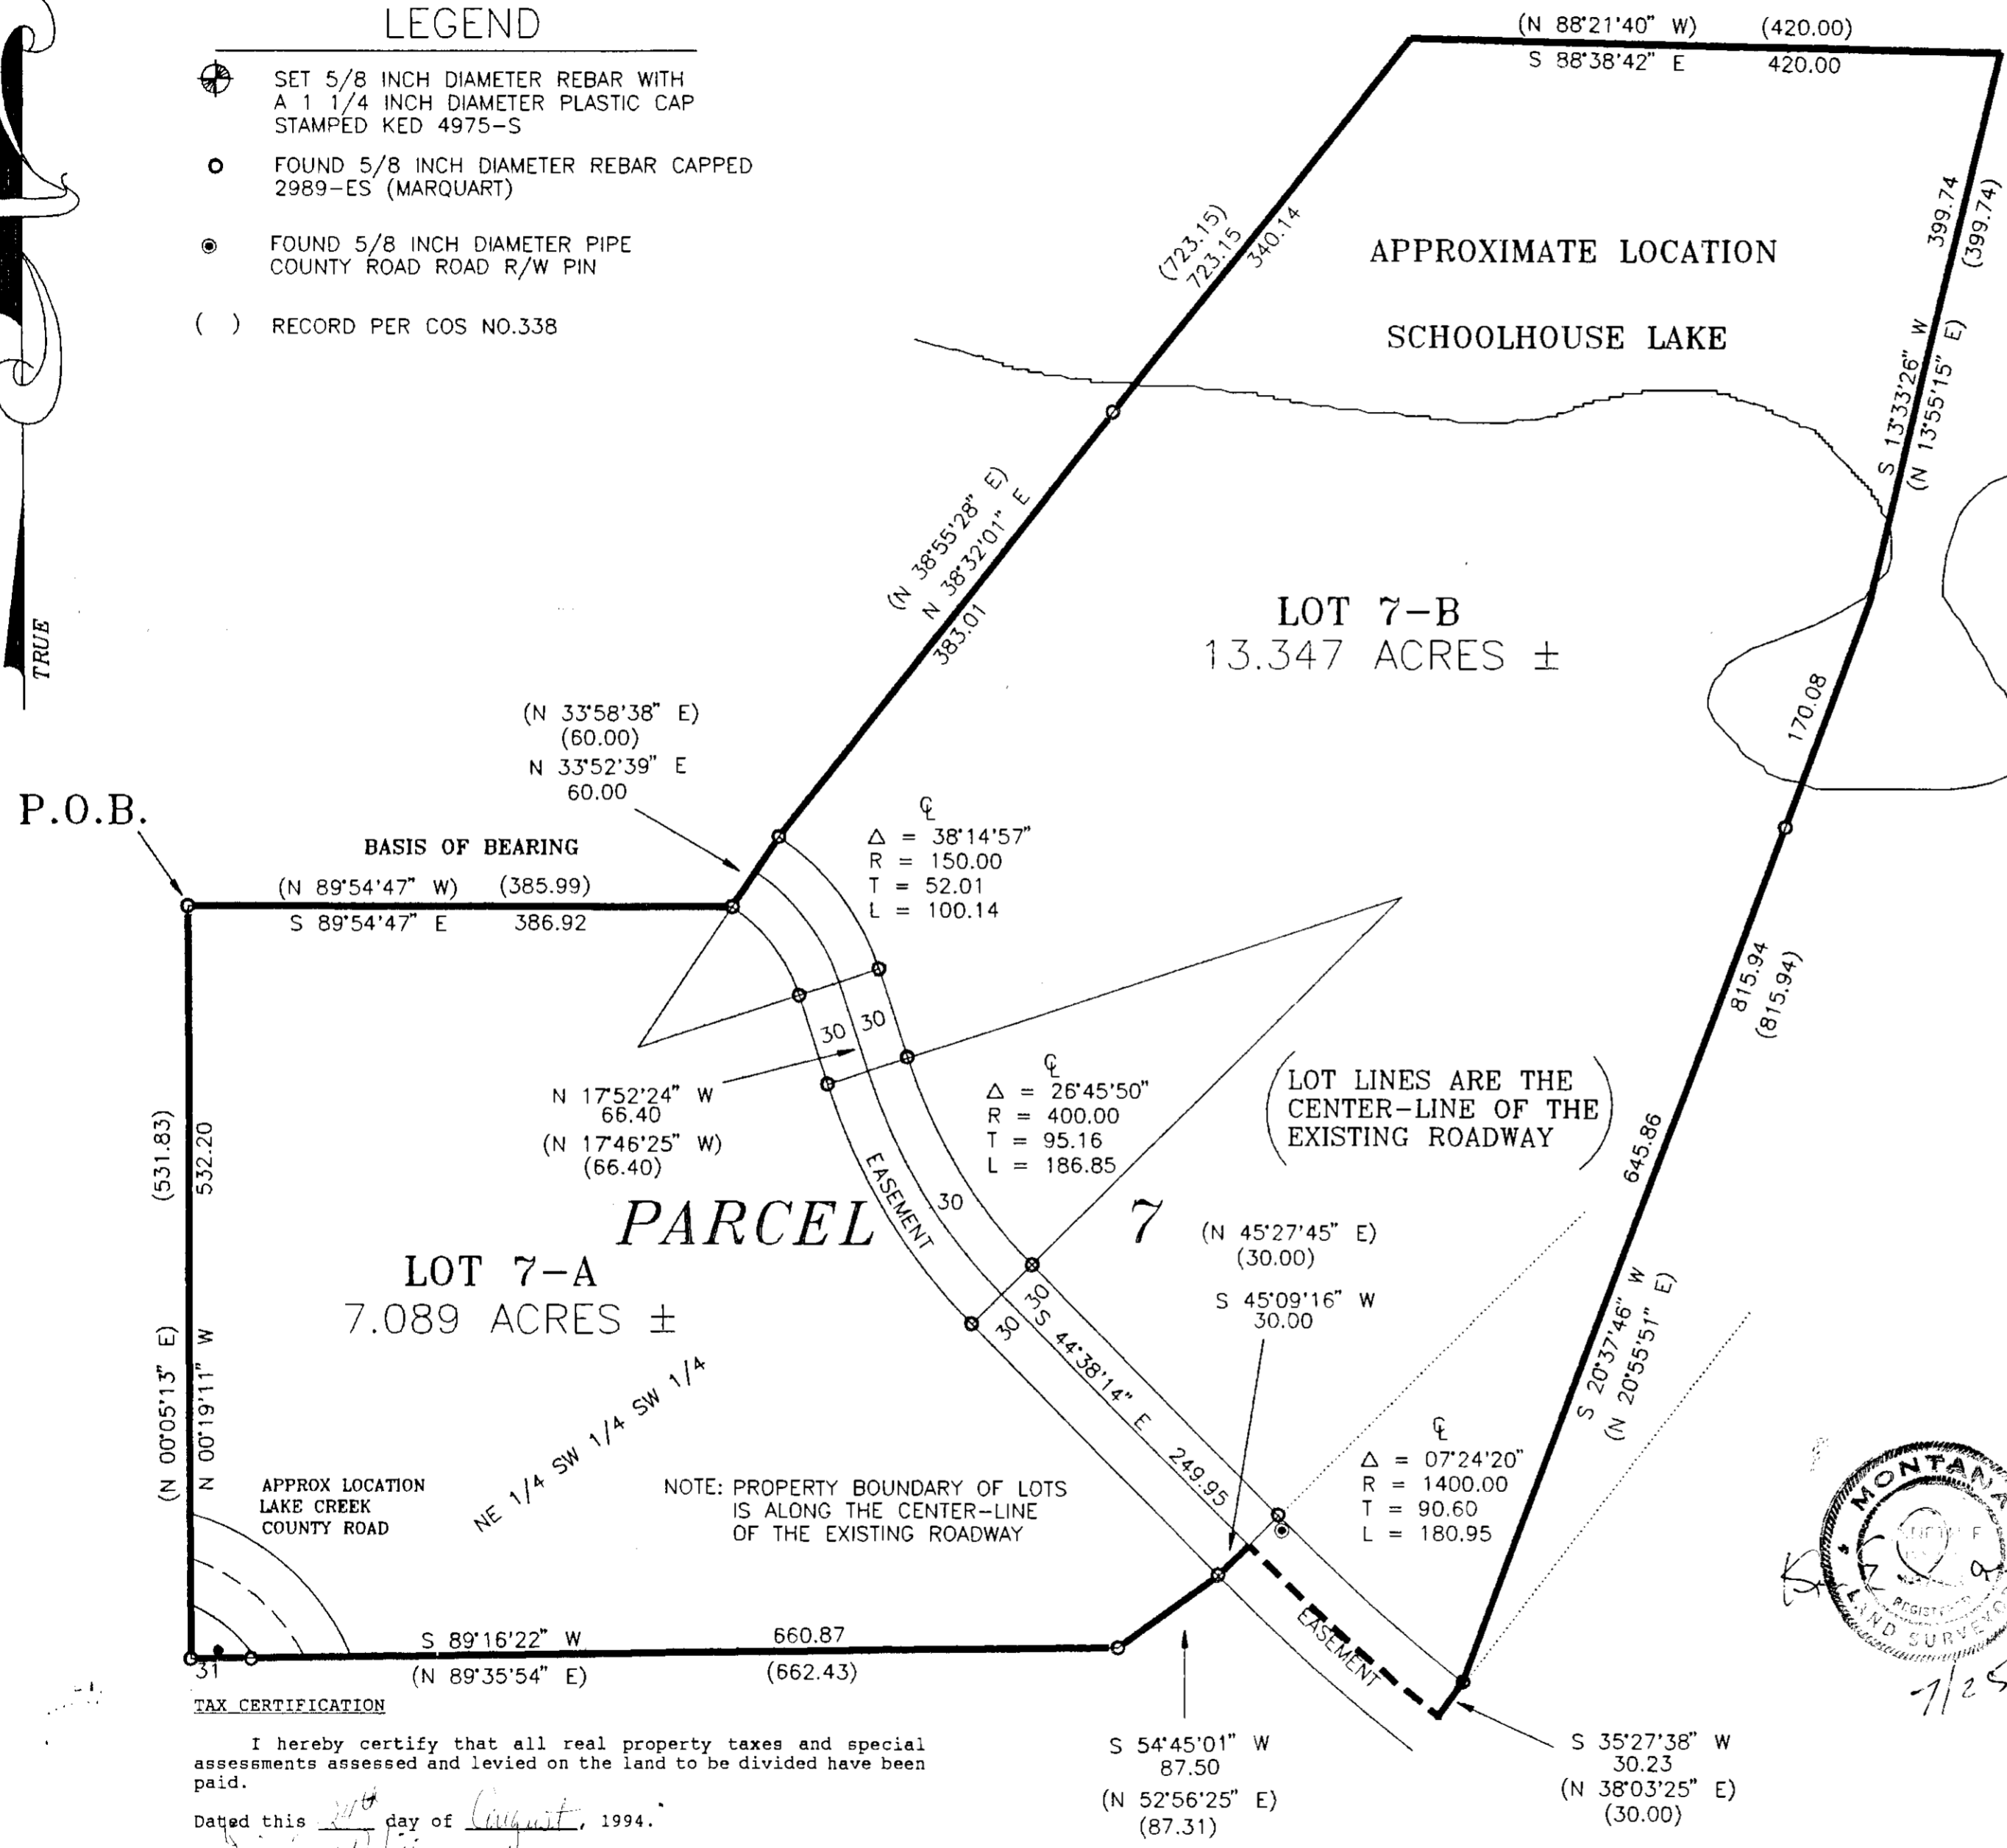 LEGEND
SET 5/8 INCH DIAMETER REBAR WITH
A 1 1/4 INCH DIAMETER PLASTIC CAP
STAMPED KED 4975-S
FOUND 5/8 INCH DIAMETER REBAR CAPPED
2989-ES (MARQUART)
FOUND 5/8 INCH DIAMETER PIPE
COUNTY ROAD ROAD R/W PIN
( ) RECORD PER COS NO.338
TRUE
(N 88°21'40" W) (420.00)
S 88°38'42" E 420.00
399.74
(399.74)
S 13°33'26" W
(N 13°55'15" E)
(723.15)
723.15
340.14
APPROXIMATE LOCATION
SCHOOLHOUSE LAKE
(N 38°55'28" E)
N 38°32'01" E
383.01
LOT 7-B
13.347 ACRES ±
170.08
(N 33°58'38" E)
(60.00)
N 33°52'39" E
60.00
P.O.B.
BASIS OF BEARING
(N 89°54'47" W) (385.99)
S 89°54'47" E 386.92
℄
Δ = 38°14'57"
R = 150.00
T = 52.01
L = 100.14
815.94
(815.94)
30
30
N 17°52'24" W
66.40
(N 17°46'25" W)
(66.40)
℄
Δ = 26°45'50"
R = 400.00
T = 95.16
L = 186.85
(LOT LINES ARE THE
CENTER-LINE OF THE
EXISTING ROADWAY)
645.86
(531.83)
532.20
EASEMENT
30
PARCEL 7
(N 45°27'45" E)
(30.00)
S 45°09'16" W
30.00
LOT 7-A
7.089 ACRES ±
30
30
S 44°38'14" E 249.95
S 20°37'46" W
(N 20°55'51" E)
(N 00°05'13" E)
N 00°19'11" W
NE 1/4 SW 1/4 SW 1/4
APPROX LOCATION
LAKE CREEK
COUNTY ROAD
NOTE: PROPERTY BOUNDARY OF LOTS
IS ALONG THE CENTER-LINE
OF THE EXISTING ROADWAY
℄
Δ = 07°24'20"
R = 1400.00
T = 90.60
L = 180.95
MONTANA
LAND SURVEYO
7/25
EASEMENT
31
S 89°16'22" W 660.87
(N 89°35'54" E) (662.43)
S 54°45'01" W
87.50
(N 52°56'25" E)
(87.31)
S 35°27'38" W
30.23
(N 38°03'25" E)
(30.00)
TAX CERTIFICATION
I hereby certify that all real property taxes and special
assessments assessed and levied on the land to be divided have been
paid.
Dated this day of August, 1994.